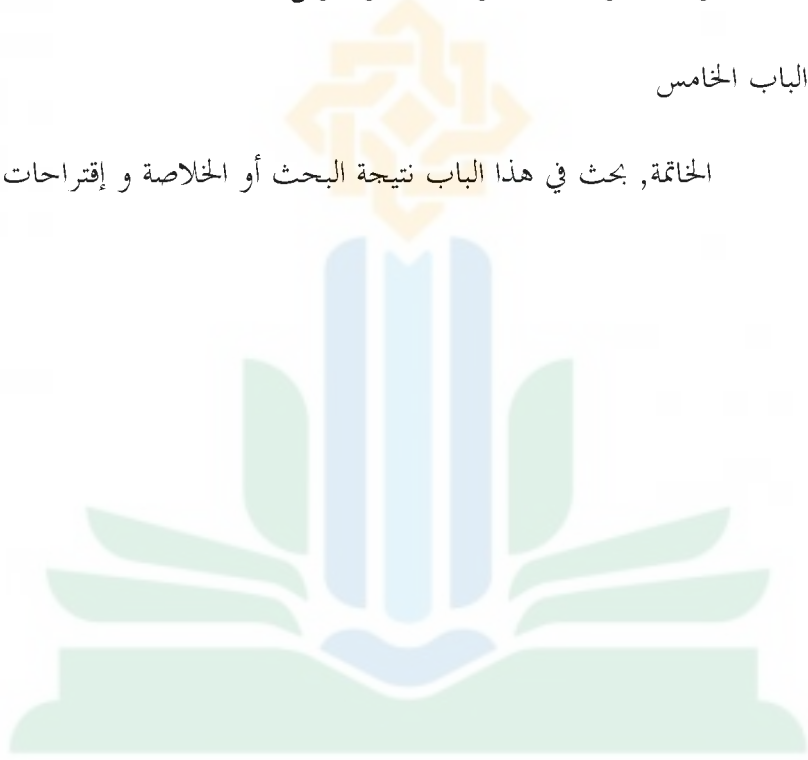 الباب الخامس
الخاتمة, بحث في هذا الباب نتيجة البحث أو الخلاصة و إقتراحات